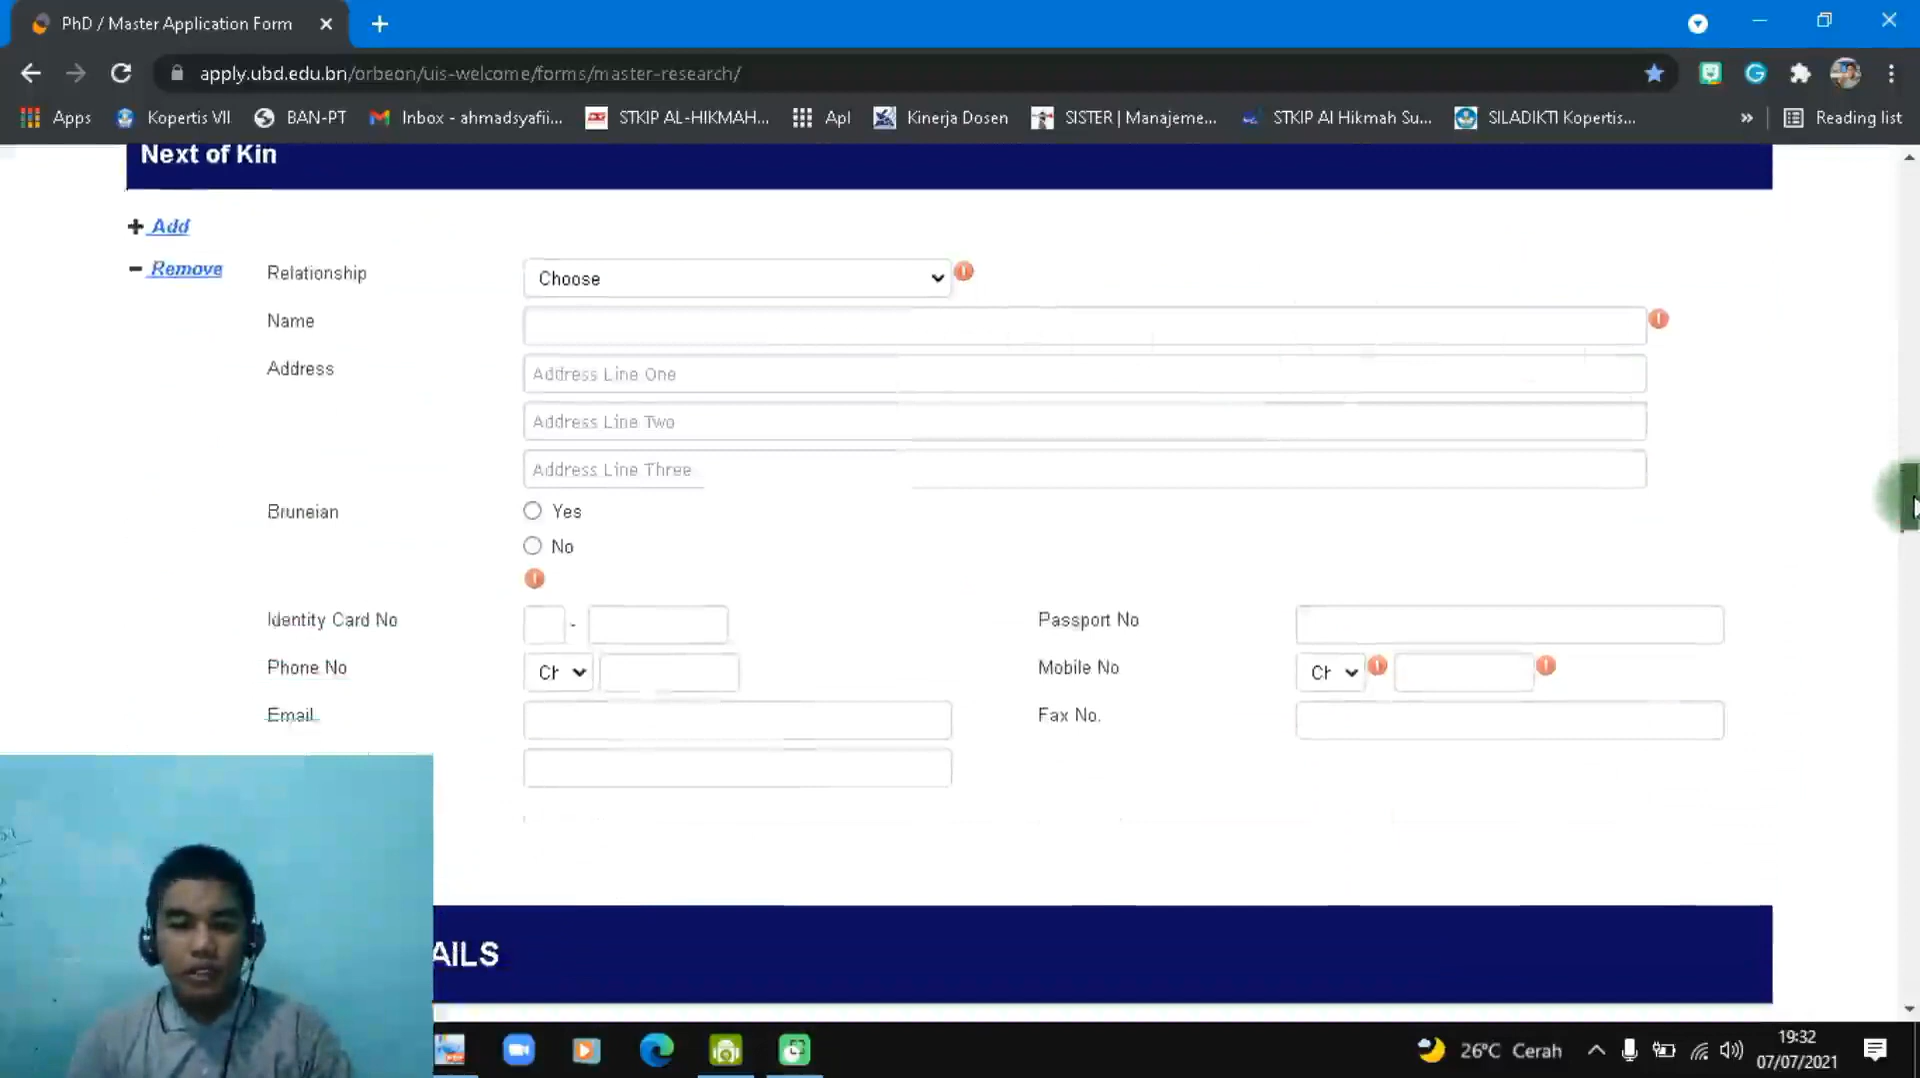 PhD / Master Application Form
apply.ubd.edu.bn/orbeon/uis-welcome/forms/master-research/
Apps Kopertis VII BAN-PT Inbox - ahmadsyafii... STKIP AL-HIKMAH... Apl Kinerja Dosen SISTER | Manajeme... STKIP Al Hikmah Su... SILADIKTI Kopertis... » Reading list
Next of Kin
Add
Remove
Relationship Choose
Name
Address Address Line One
Address Line Two
Address Line Three
Bruneian Yes
No
Identity Card No - Passport No
Phone No Ch Mobile No Ch
Email Fax No.
AILS
26°C Cerah
19:32
07/07/2021